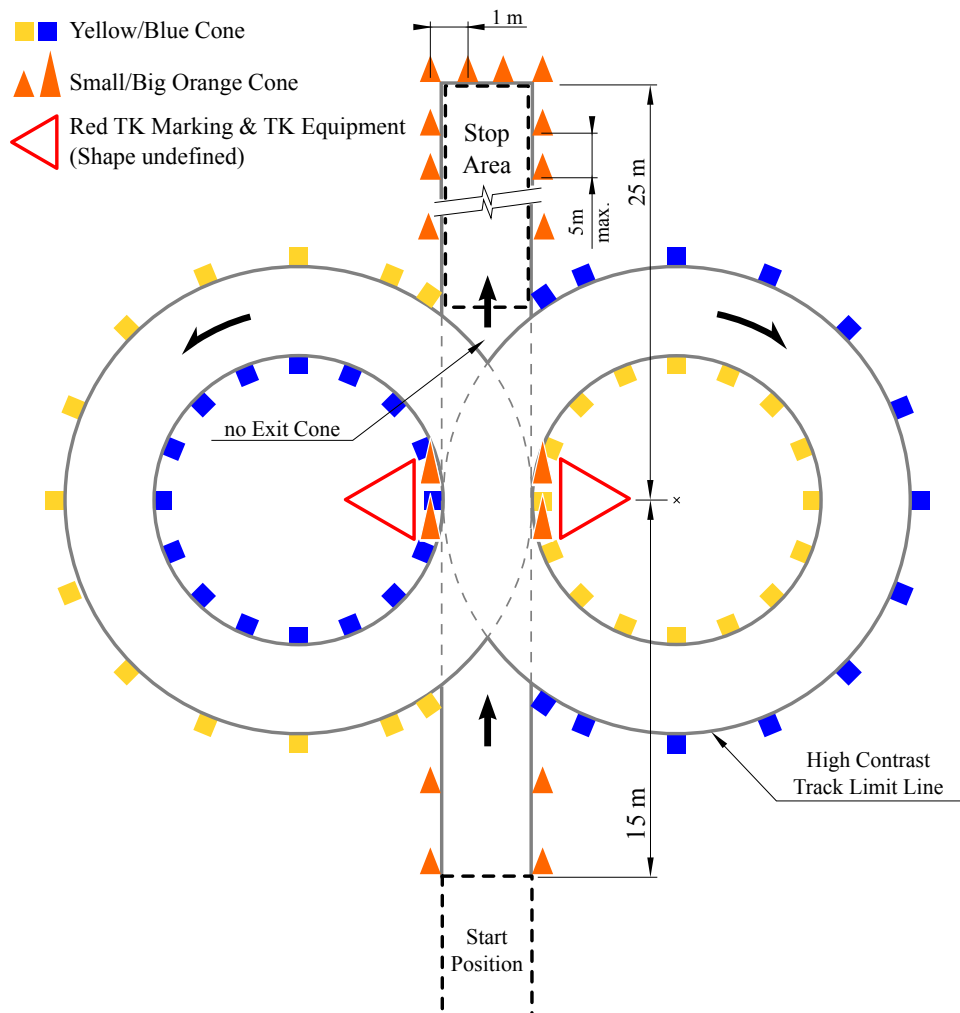 1 m
Yellow/Blue Cone
Small/Big Orange Cone
Red TK Marking & TK Equipment
(Shape undefined)
Stop
Area
5m
max.
25 m
no Exit Cone
High Contrast
Track Limit Line
15 m
Start
Position